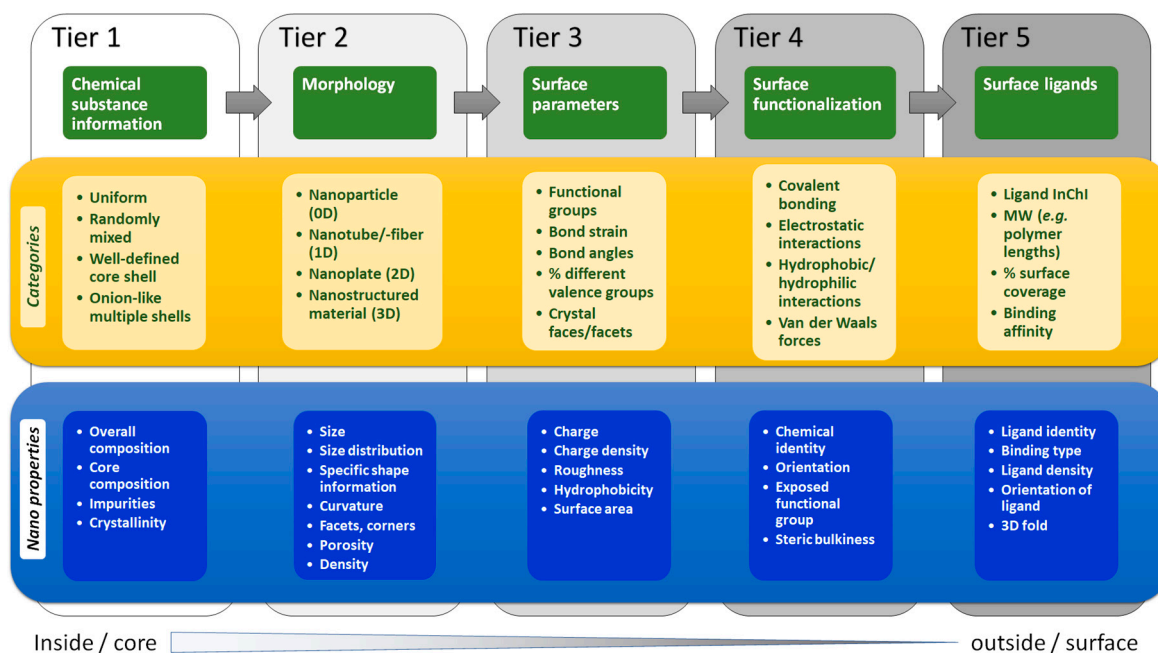 Tier 1
Tier 2
Tier 3
Tier 4
Tier 5
Chemical
substance
information
Morphology
Surface
parameters
Surface
functionalization
Surface ligands
Categories
• Uniform
• Randomly
mixed
• Well-defined
core shell
• Onion-like
multiple shells
• Nanoparticle
(0D)
• Nanotube/-fiber
(1D)
• Nanoplate (2D)
• Nanostructured
material (3D)
• Functional
groups
• Bond strain
• Bond angles
• % different
valence groups
• Crystal
faces/facets
• Covalent
bonding
• Electrostatic
interactions
• Hydrophobic/
hydrophilic
interactions
• Van der Waals
forces
• Ligand InChI
• MW (e.g.
polymer
lengths)
• % surface
coverage
• Binding
affinity
Nano properties
• Overall
composition
• Core
composition
• Impurities
• Crystallinity
• Size
• Size distribution
• Specific shape
information
• Curvature
• Facets, corners
• Porosity
• Density
• Charge
• Charge density
• Roughness
• Hydrophobicity
• Surface area
• Chemical
identity
• Orientation
• Exposed
functional
group
• Steric bulkiness
• Ligand identity
• Binding type
• Ligand density
• Orientation of
ligand
• 3D fold
Inside / core
outside / surface